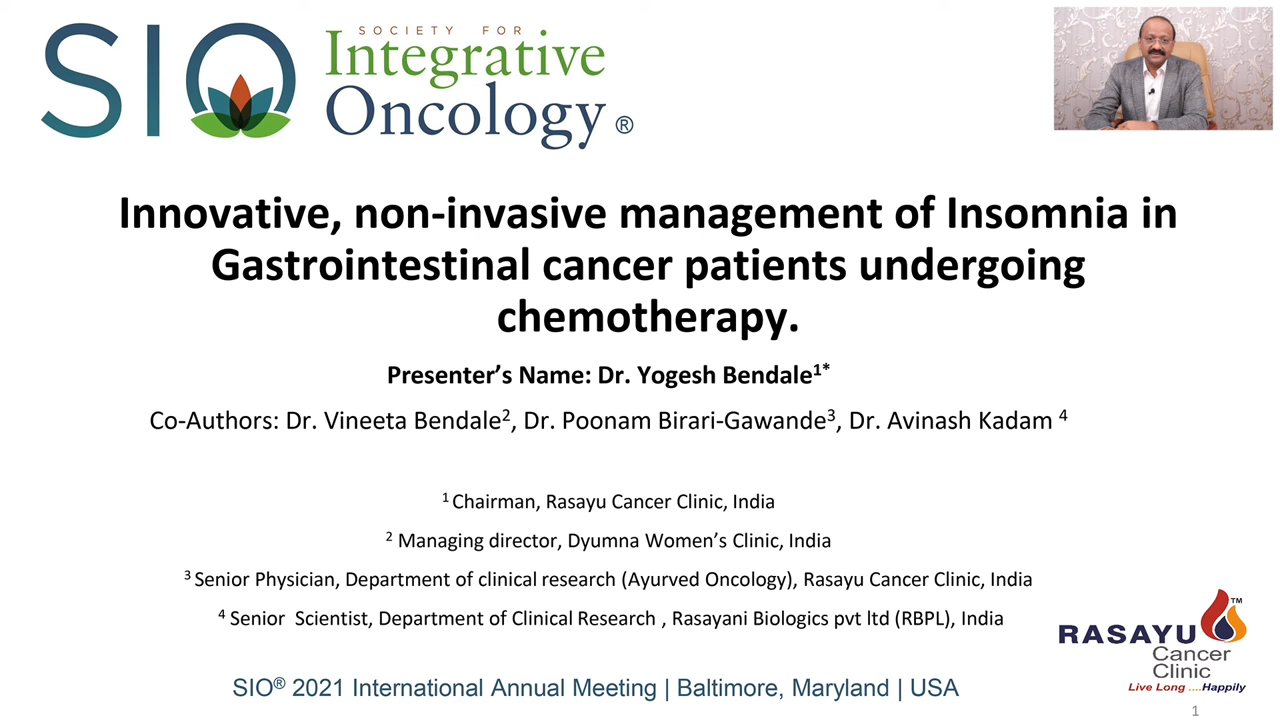 SIO
SOCIETY FOR
Integrative
Oncology ®
Innovative, non-invasive management of Insomnia in
Gastrointestinal cancer patients undergoing
chemotherapy.
Presenter’s Name: Dr. Yogesh Bendale1*
Co-Authors: Dr. Vineeta Bendale2, Dr. Poonam Birari-Gawande3, Dr. Avinash Kadam 4
1 Chairman, Rasayu Cancer Clinic, India
2 Managing director, Dyumna Women’s Clinic, India
3 Senior Physician, Department of clinical research (Ayurved Oncology), Rasayu Cancer Clinic, India
4 Senior Scientist, Department of Clinical Research , Rasayani Biologics pvt ltd (RBPL), India
RASAYU TM
Cancer
Clinic
Live Long ....Happily
SIO® 2021 International Annual Meeting | Baltimore, Maryland | USA
1